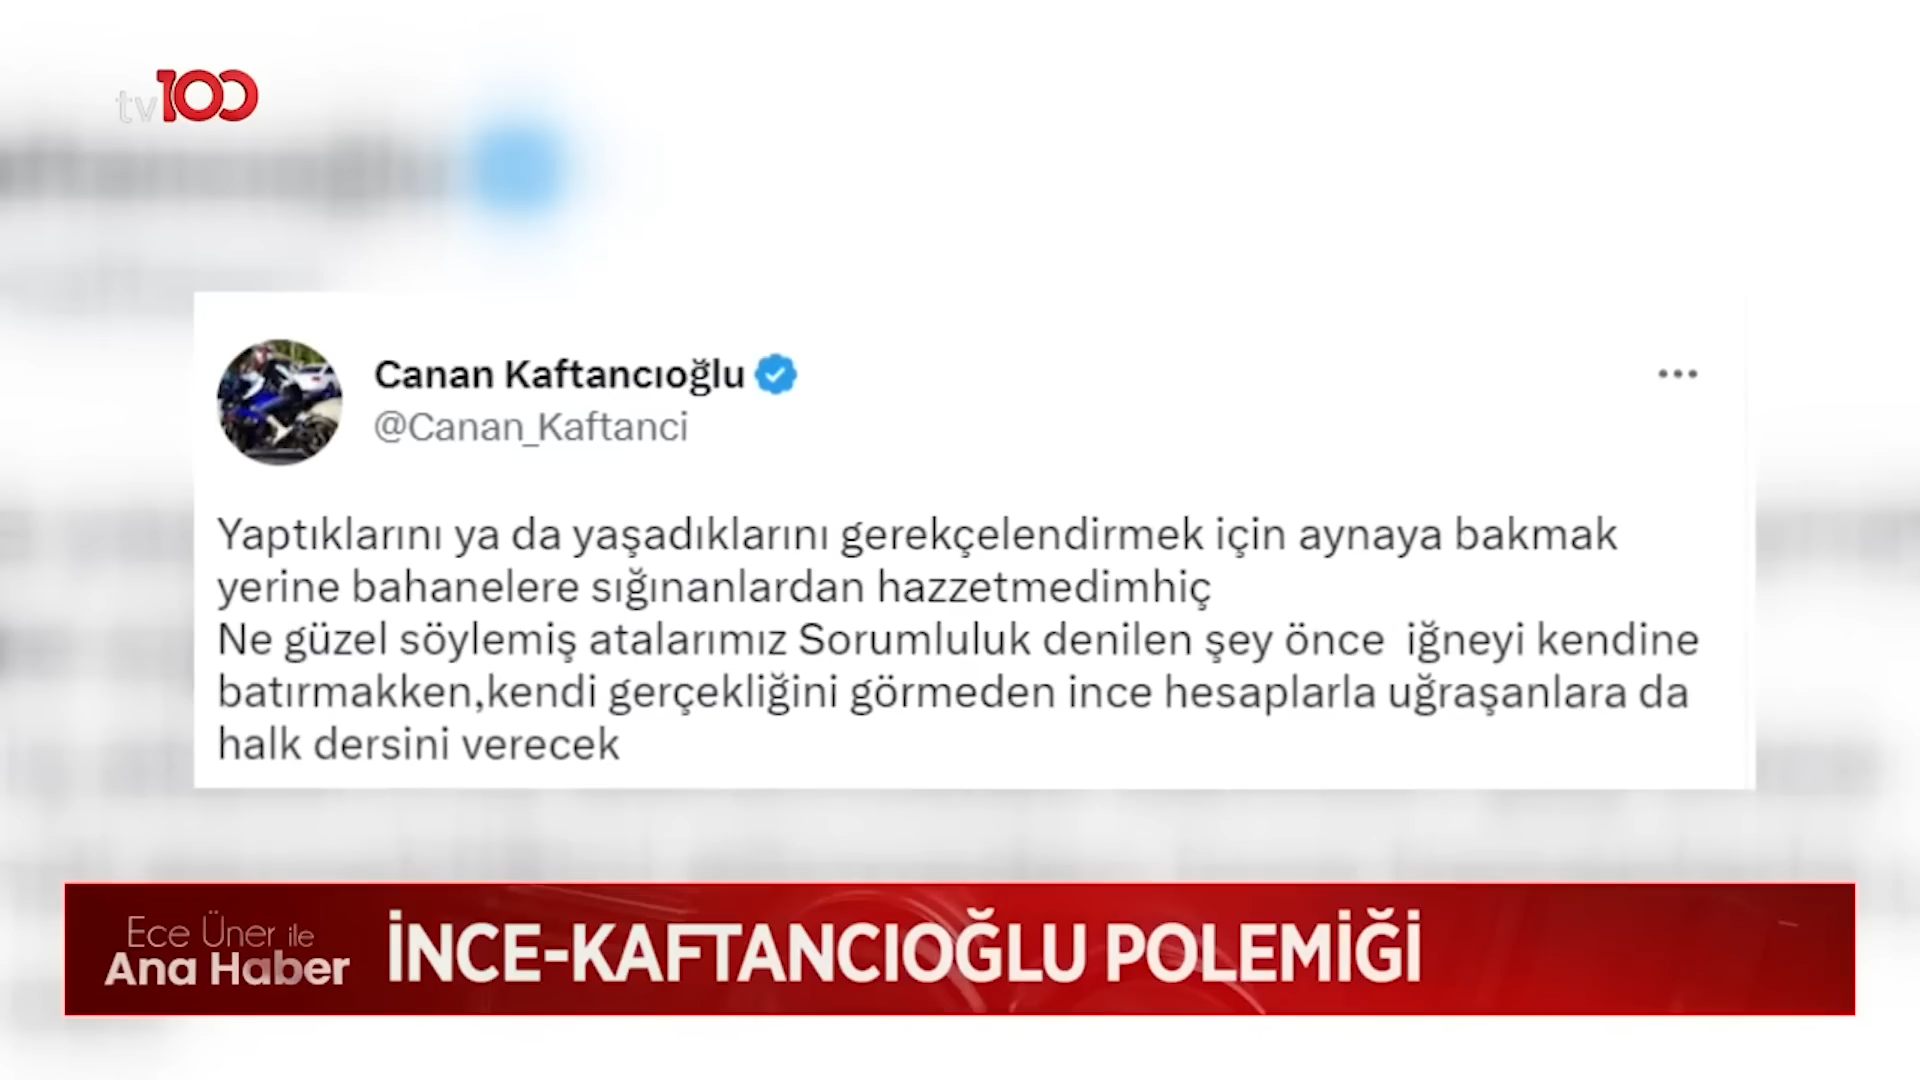 tv100
Canan Kaftancıoğlu
@Canan_Kaftanci
Yaptıklarını ya da yaşadıklarını gerekçelendirmek için aynaya bakmak
yerine bahanelere sığınanlardan hazzetmedimhiç
Ne güzel söylemiş atalarımız Sorumluluk denilen şey önce  iğneyi kendine
batırmakken,kendi gerçekliğini görmeden ince hesaplarla uğraşanlara da
halk dersini verecek
Ece Üner ile
Ana Haber
İNCE-KAFTANCIOĞLU POLEMİĞİ